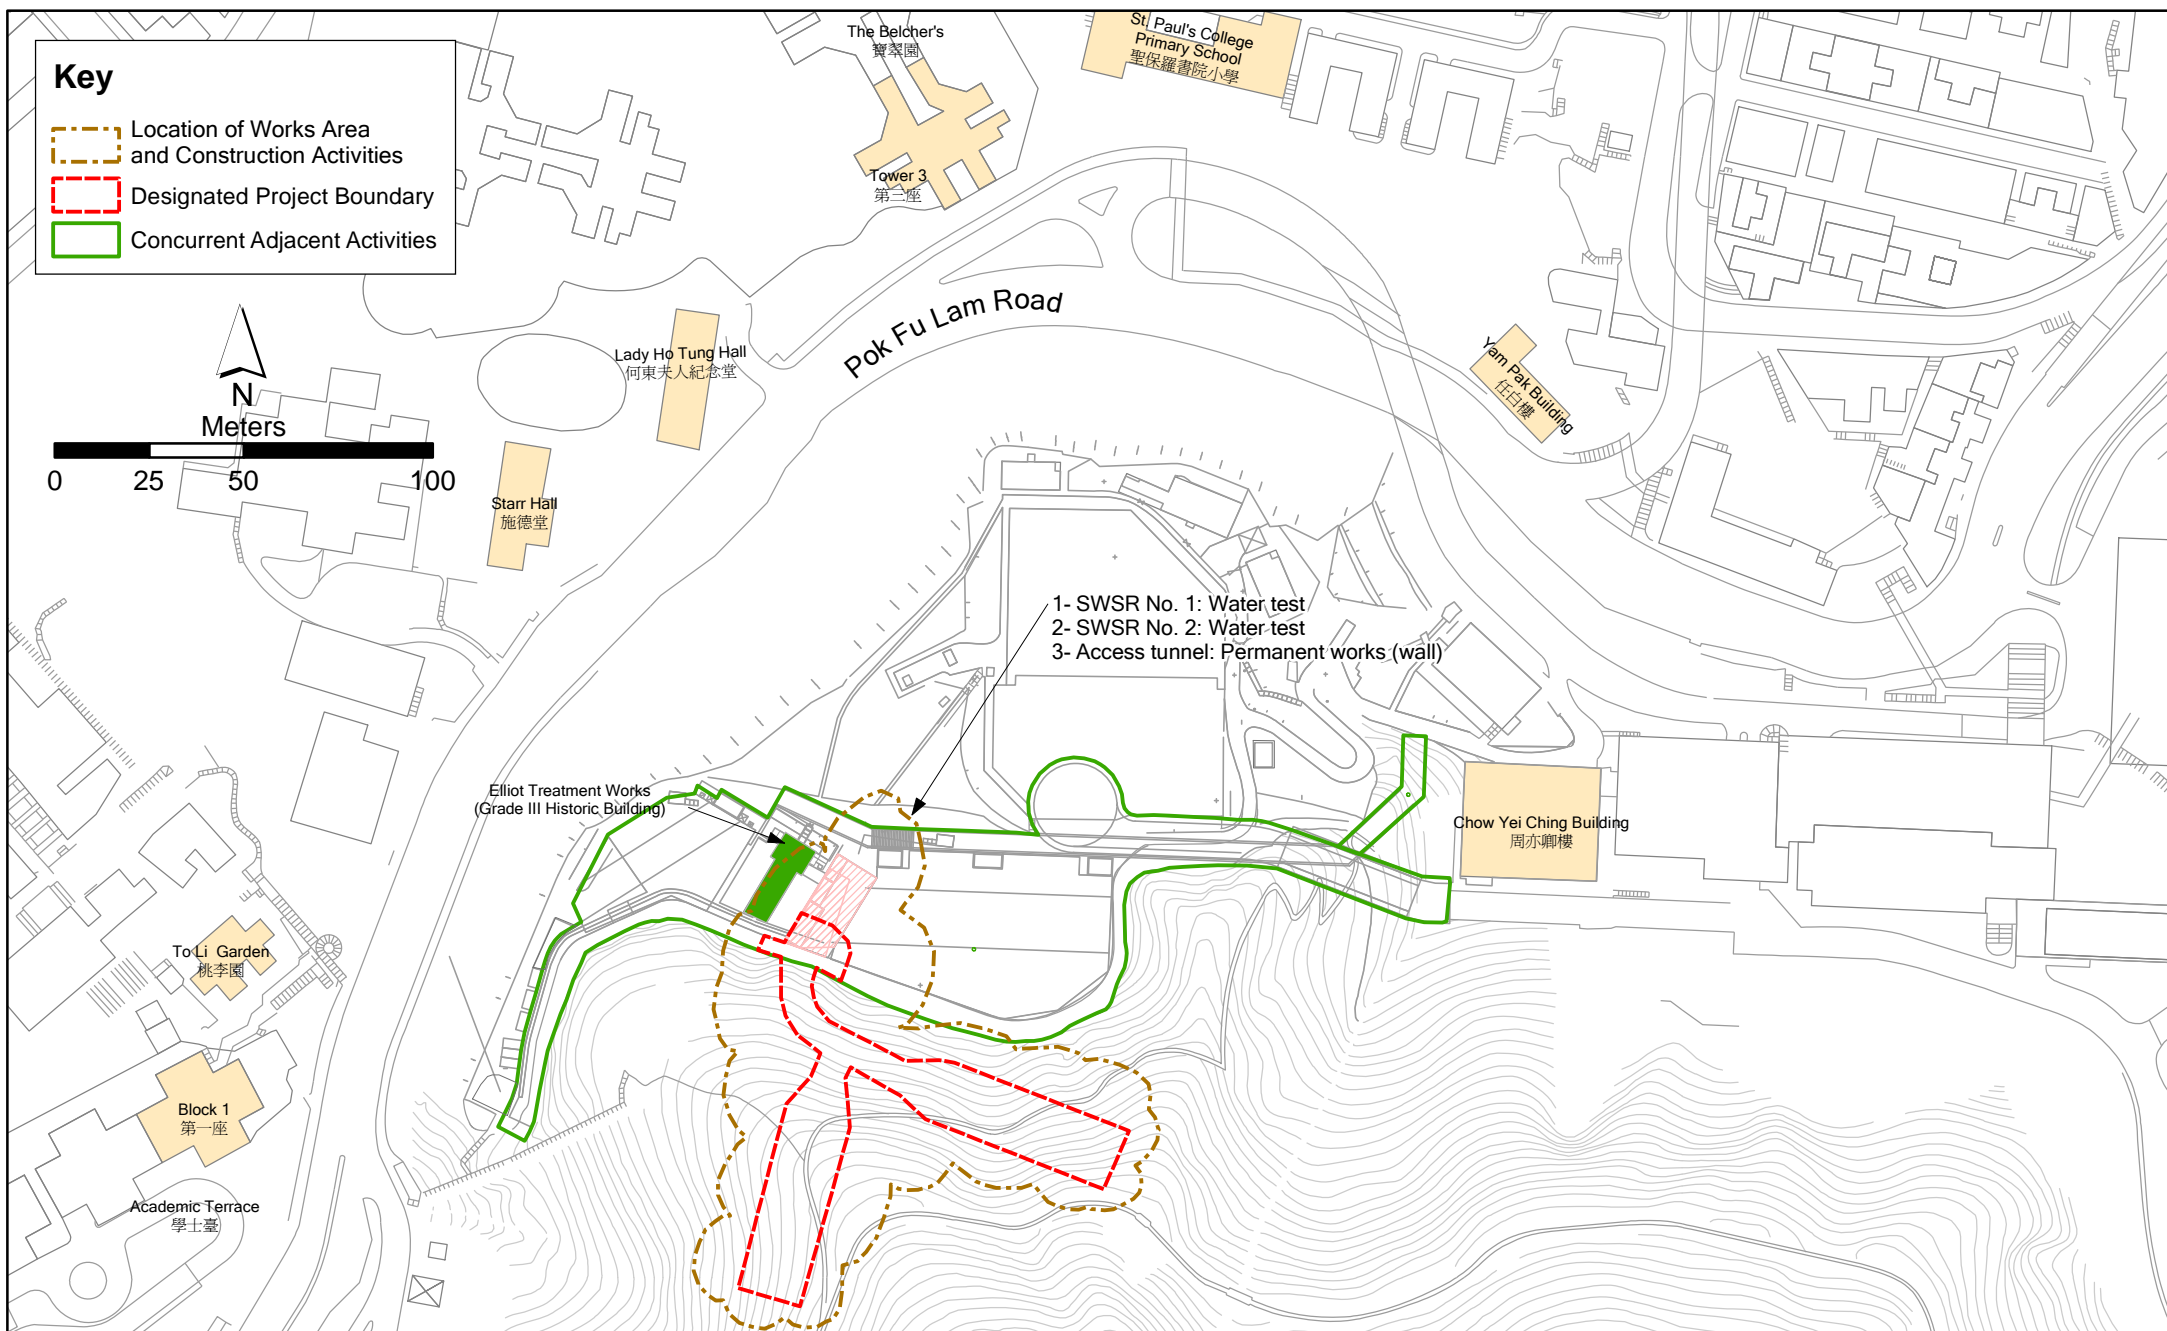 Key
Location of Works Area
and Construction Activities
Designated Project Boundary
Concurrent Adjacent Activities
N
Meters
0 25 50 100
The Belcher's
寶翠園
Tower 3
第三座
St. Paul's College
Primary School
聖保羅書院小學
Pok Fu Lam Road
Lady Ho Tung Hall
何東夫人紀念堂
Starr Hall
施德堂
Yam Pak Building
任白樓
1- SWSR No. 1: Water test
2- SWSR No. 2: Water test
3- Access tunnel: Permanent works (wall)
Elliot Treatment Works
(Grade III Historic Building)
Chow Yei Ching Building
周亦卿樓
To Li Garden
桃李園
Block 1
第一座
Academic Terrace
學士臺